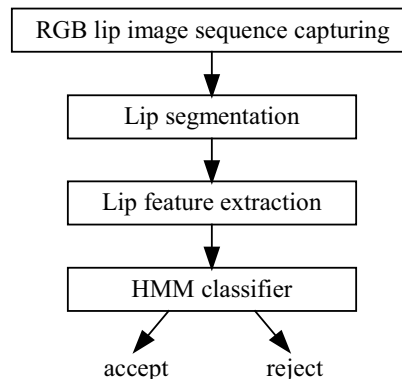 RGB lip image sequence capturing
Lip segmentation
Lip feature extraction
HMM classifier
accept reject